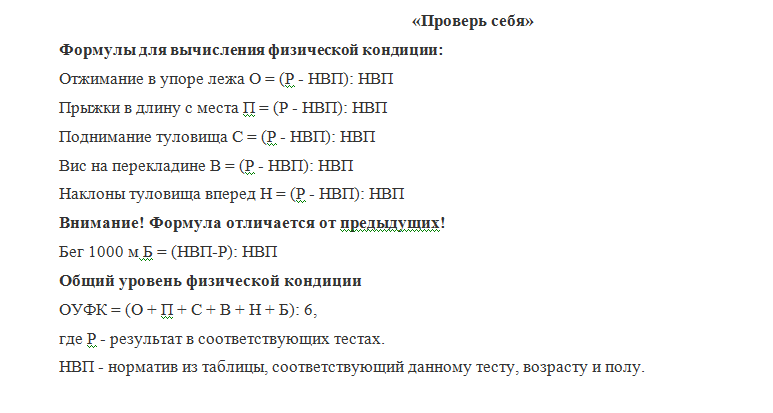 «Проверь себя»
Формулы для вычисления физической кондиции:
Отжимание в упоре лежа О = (Р - НВП): НВП
Прыжки в длину с места П = (Р - НВП): НВП
Поднимание туловища С = (Р - НВП): НВП
Вис на перекладине В = (Р - НВП): НВП
Наклоны туловища вперед Н = (Р - НВП): НВП
Внимание! Формула отличается от предыдущих!
Бег 1000 м Б = (НВП-Р): НВП
Общий уровень физической кондиции
ОУФК = (О + П + С + В + Н + Б): 6,
где Р - результат в соответствующих тестах.
НВП - норматив из таблицы, соответствующий данному тесту, возрасту и полу.